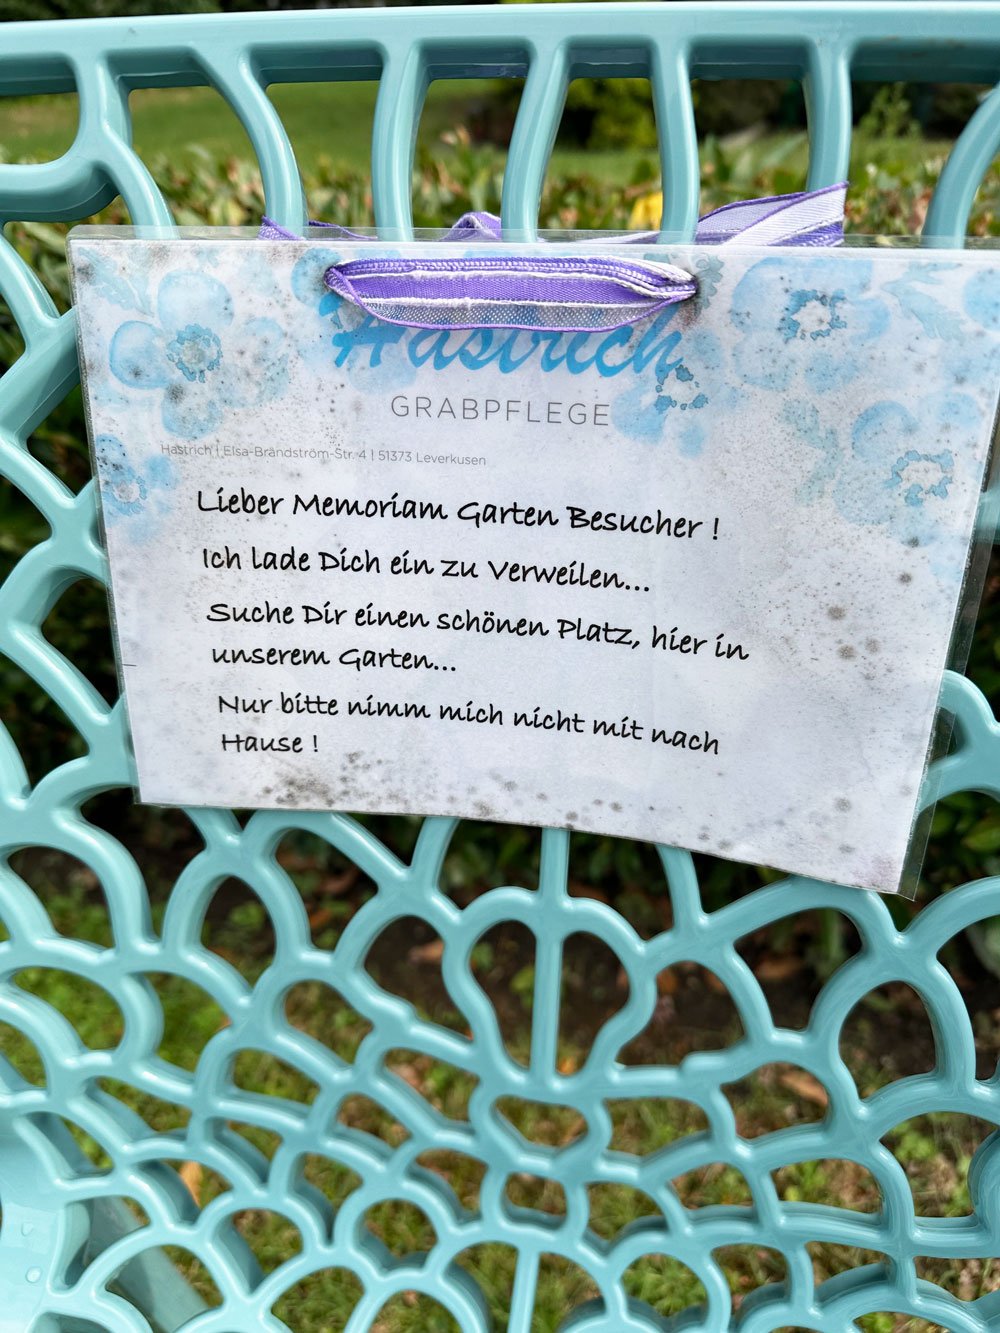 Hastrich
GRABPFLEGE
Hastrich | Elsa-Brändström-Str. 4 | 51373 Leverkusen
Lieber Memoriam Garten Besucher !
Ich lade Dich ein zu Verweilen...
Suche Dir einen schönen Platz, hier in
unserem Garten...
Nur bitte nimm mich nicht mit nach
Hause !